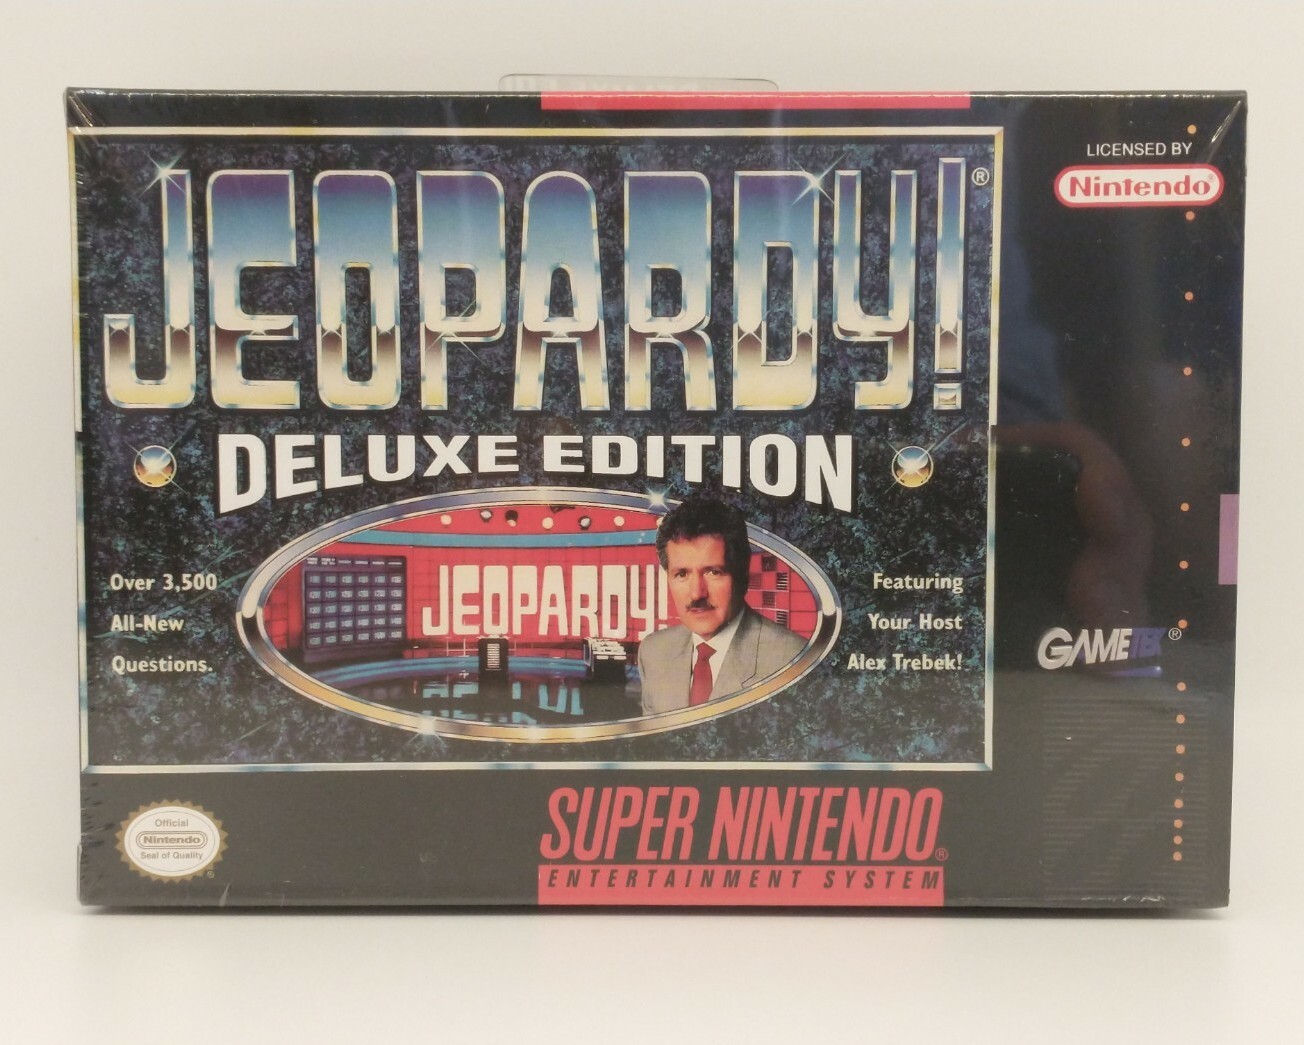 LICENSED BY
Nintendo®
JEOPARDY!®
DELUXE EDITION
JEOPARDY!
Over 3,500
All-New
Questions.
Featuring
Your Host
Alex Trebek!
GAMETEK®
Official
Nintendo
Seal of Quality
®
SUPER NINTENDO®
ENTERTAINMENT SYSTEM